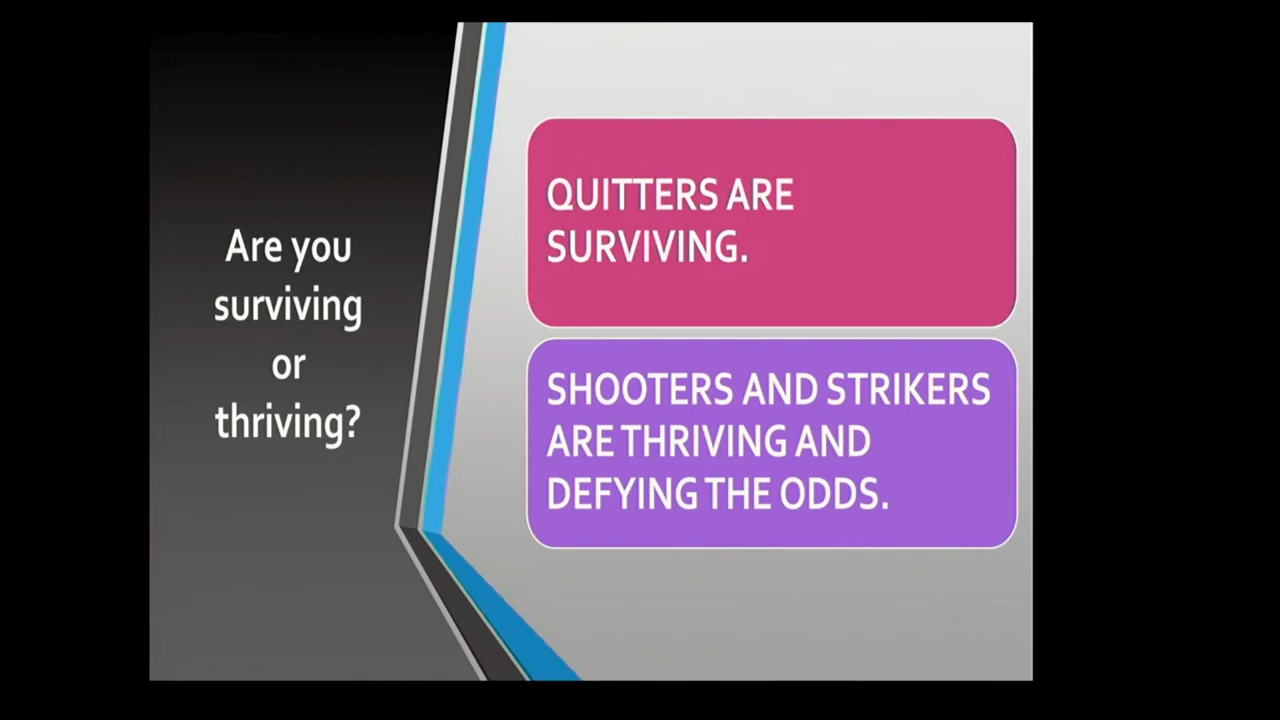 Are you
surviving
or
thriving?
QUITTERS ARE
SURVIVING.
SHOOTERS AND STRIKERS
ARE THRIVING AND
DEFYING THE ODDS.